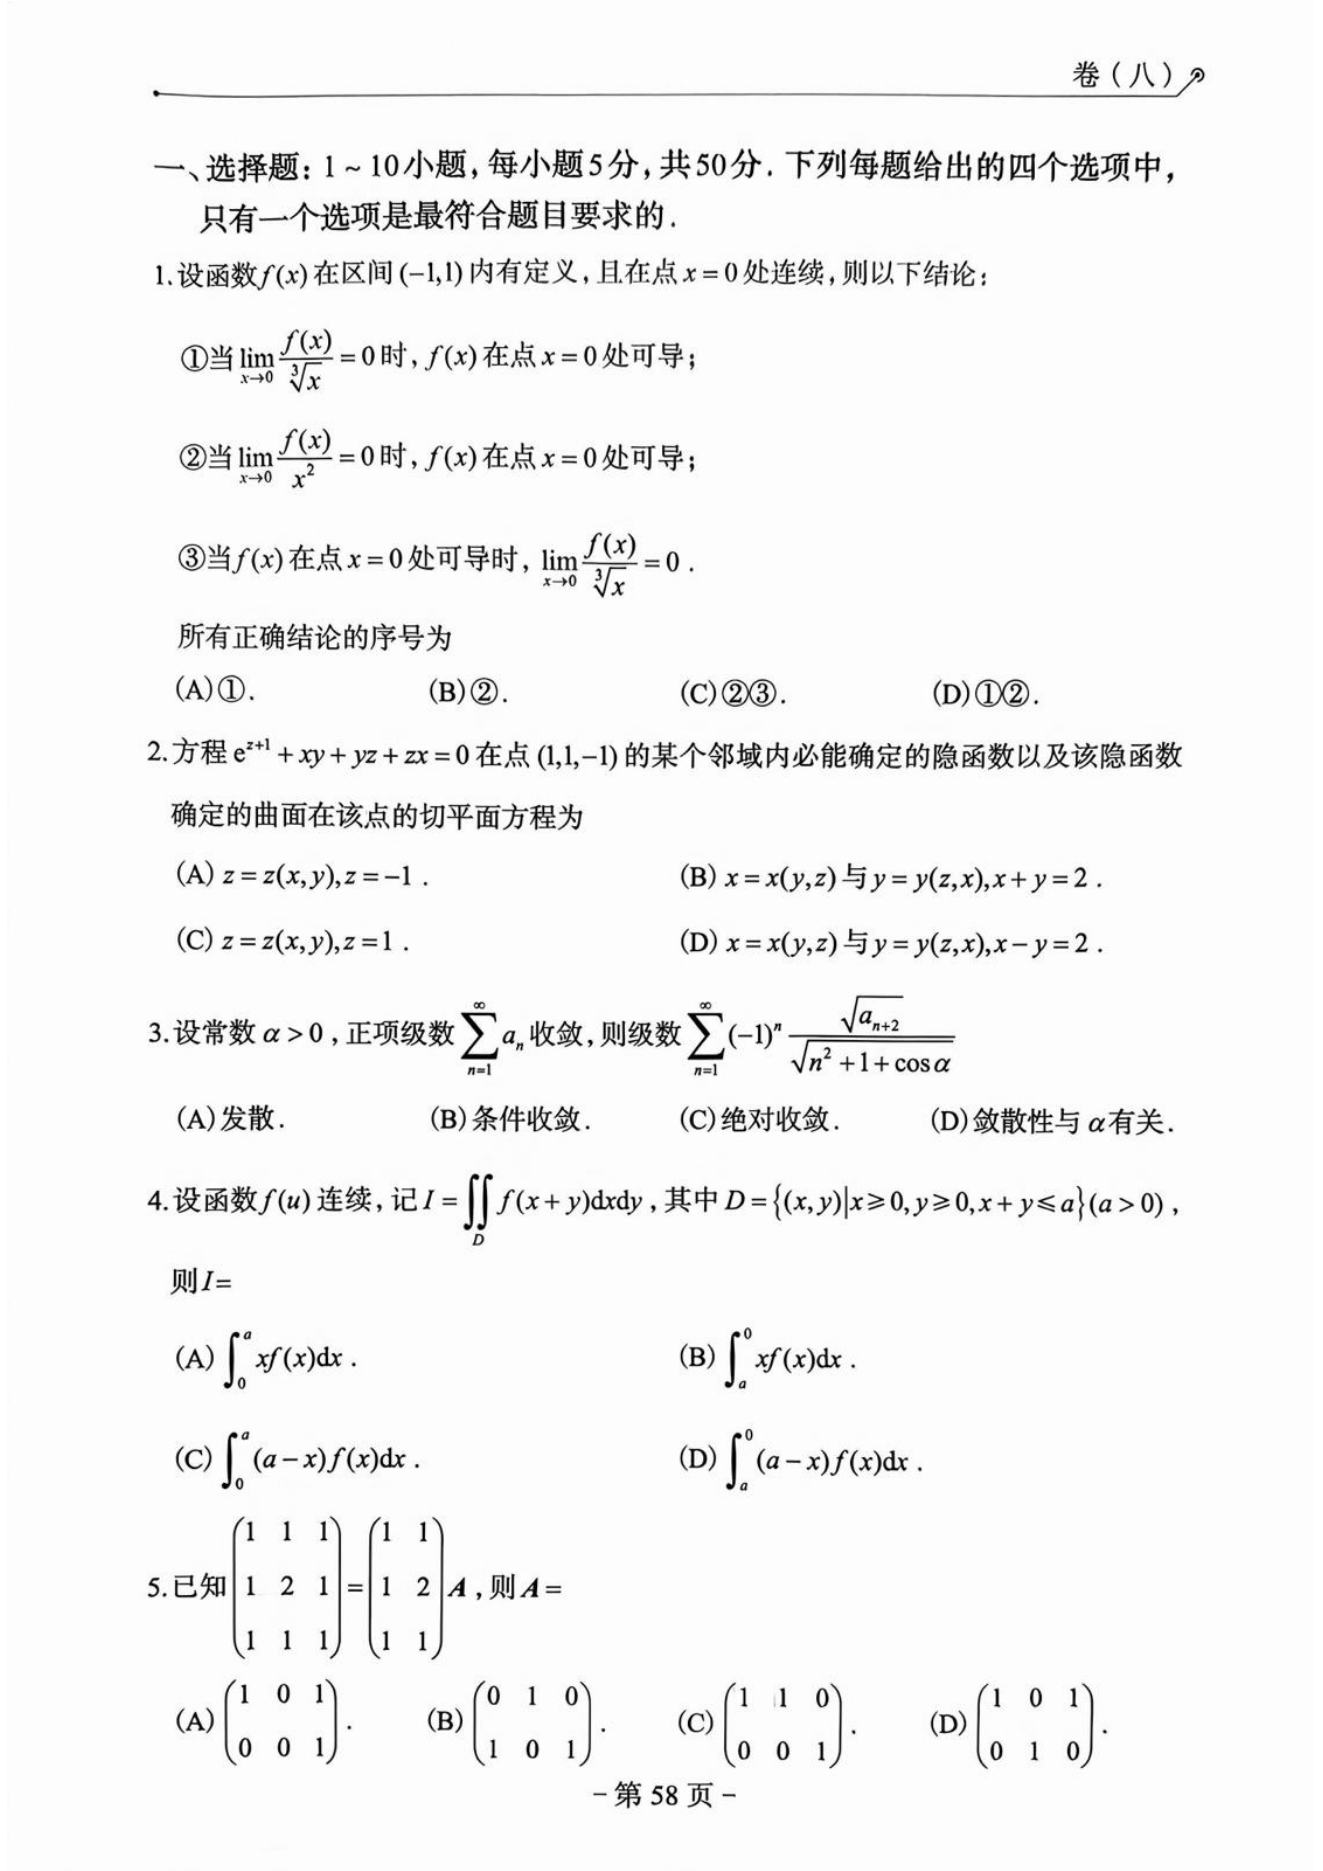 卷（八）
一、选择题：1～10小题，每小题5分，共50分．下列每题给出的四个选项中，
只有一个选项是最符合题目要求的．
1.设函数f(x)在区间(−1,1)内有定义，且在点x=0处连续，则以下结论：
①当lim_{x→0} f(x)/∛x =0时，f(x)在点x=0处可导；
②当lim_{x→0} f(x)/x² =0时，f(x)在点x=0处可导；
③当f(x)在点x=0处可导时，lim_{x→0} f(x)/∛x =0．
所有正确结论的序号为
(A)①． (B)②． (C)②③． (D)①②．
2.方程e^{z+1}+xy+yz+zx=0在点(1,1,−1)的某个邻域内必能确定的隐函数以及该隐函数
确定的曲面在该点的切平面方程为
(A) z=z(x,y),z=−1． (B) x=x(y,z)与y=y(z,x),x+y=2．
(C) z=z(x,y),z=1． (D) x=x(y,z)与y=y(z,x),x−y=2．
3.设常数α>0，正项级数∑_{n=1}^{∞} a_n收敛，则级数∑_{n=1}^{∞}(−1)^n √(a_{n+2})/√(n²+1+cosα)
(A)发散． (B)条件收敛． (C)绝对收敛． (D)敛散性与α有关．
4.设函数f(u)连续，记I=∬_D f(x+y)dxdy，其中D={(x,y)|x≥0,y≥0,x+y≤a}(a>0)，
则I=
(A) ∫_0^a xf(x)dx． (B) ∫_a^0 xf(x)dx．
(C) ∫_0^a (a−x)f(x)dx． (D) ∫_a^0 (a−x)f(x)dx．
5.已知(1 1 1; 1 2 1; 1 1 1)=(1 1; 1 2; 1 1)A，则A=
(A)(1 0 1; 0 0 1)． (B)(0 1 0; 1 0 1)． (C)(1 1 0; 0 0 1)． (D)(1 0 1; 0 1 0)．
－第 58 页－